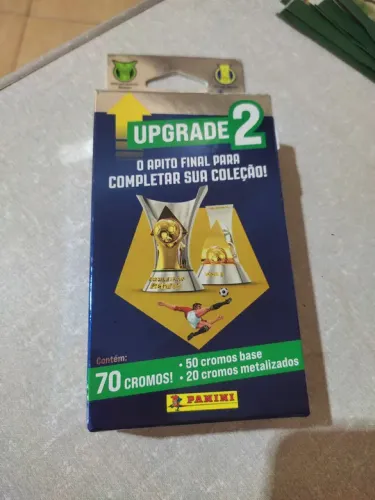 UPGRADE 2
O APITO FINAL PARA
COMPLETAR SUA COLEÇÃO!
Contém:
70 CROMOS!
• 50 cromos base
• 20 cromos metalizados
PANINI